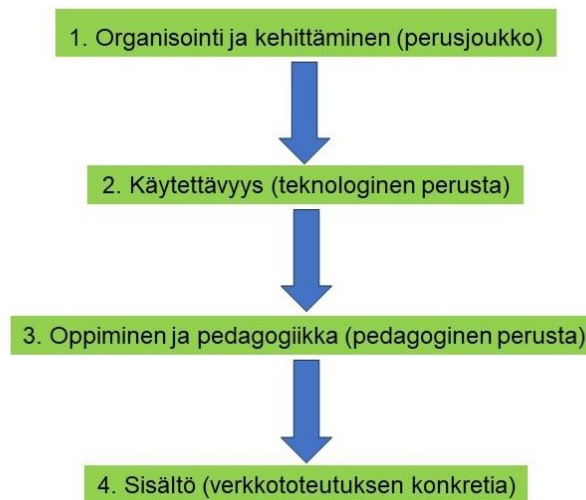 1. Organisointi ja kehittäminen (perusjoukko)
2. Käytettävyys (teknologinen perusta)
3. Oppiminen ja pedagogiikka (pedagoginen perusta)
4. Sisältö (verkkototeutuksen konkretia)